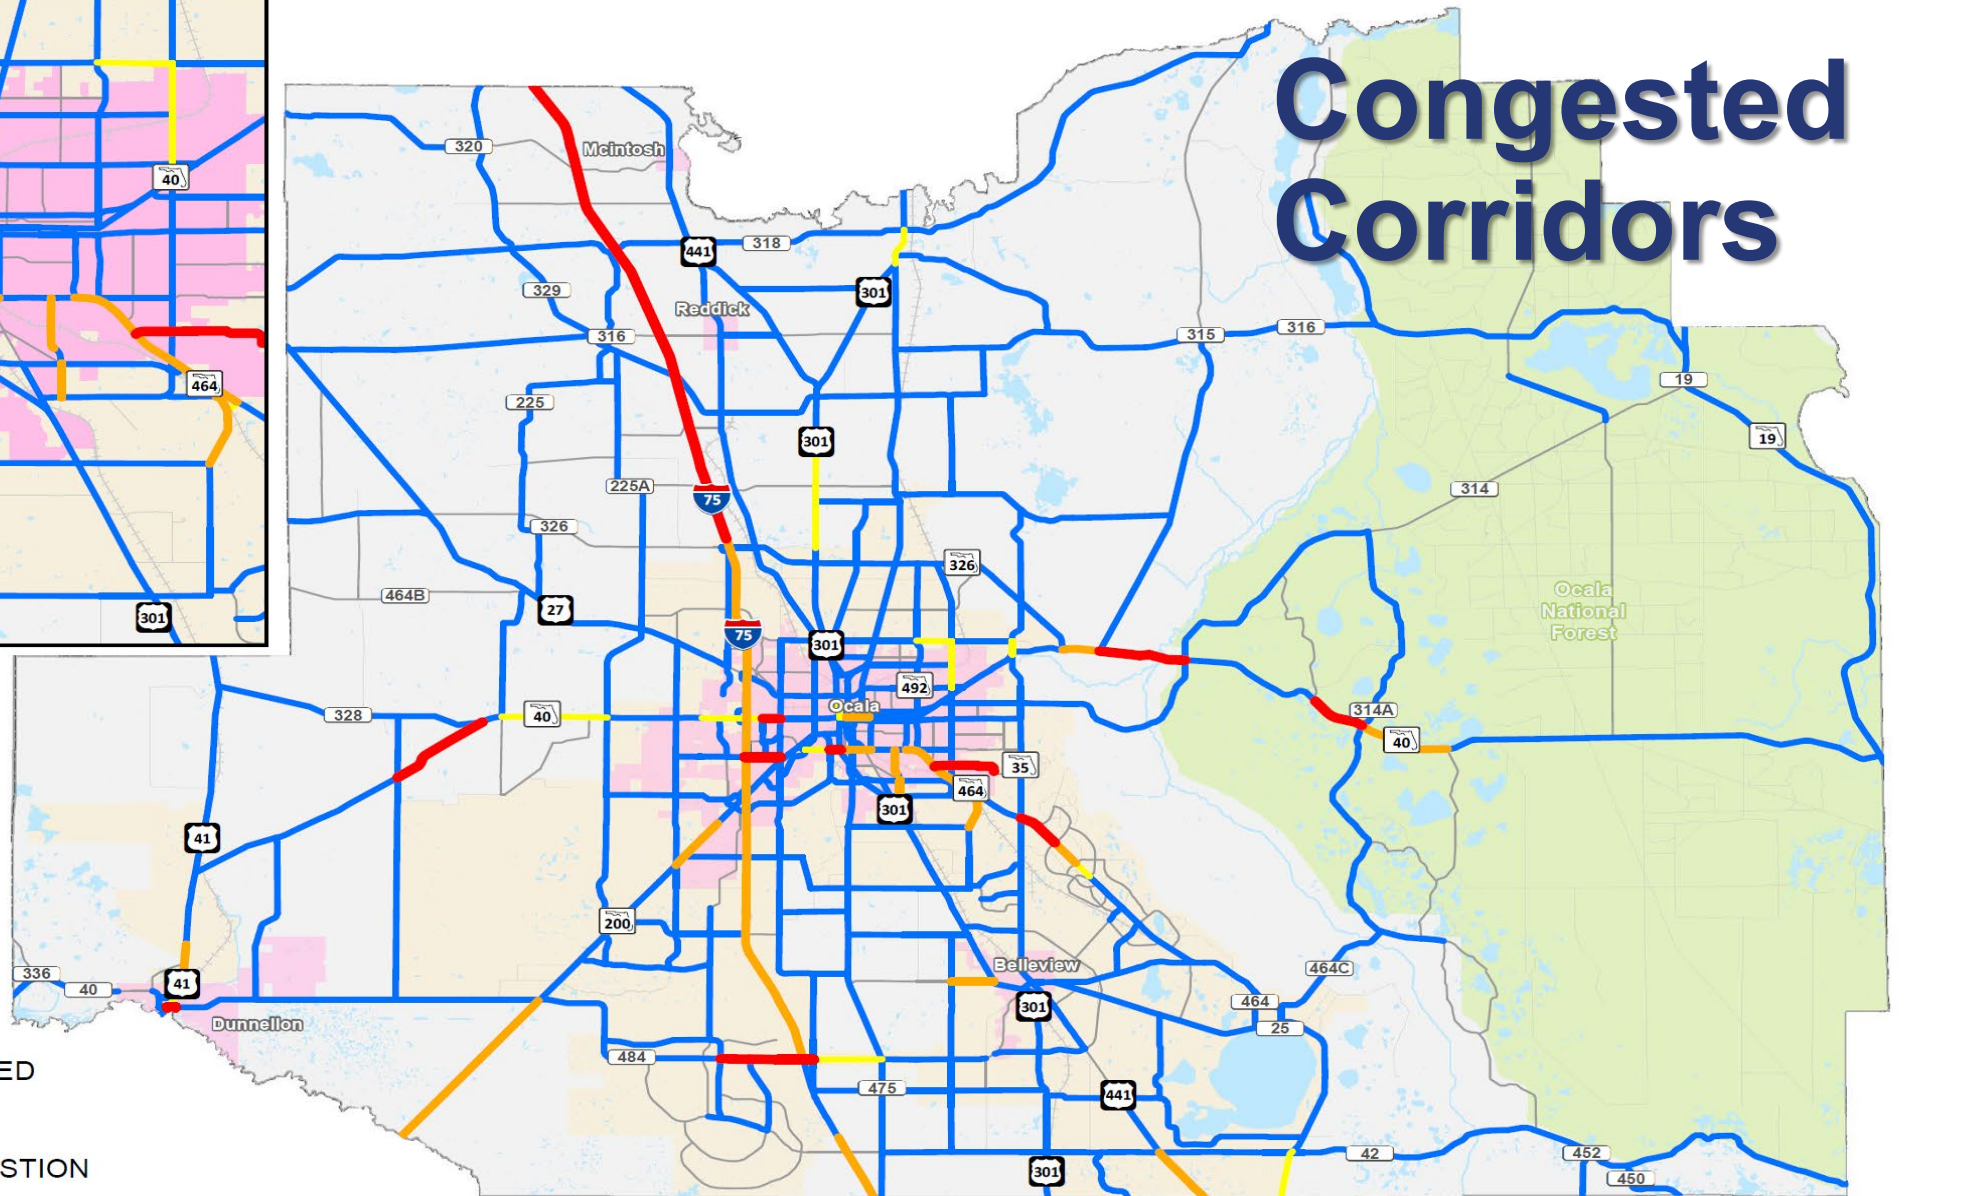 Congested
Corridors
40
464
301
320
Mcintosh
441
318
329
301
Reddick
316
315
316
19
225
19
301
225A
75
314
326
326
464B
27
Ocala
National
Forest
75
301
492
Ocala
328
40
314A
40
35
464
301
41
200
336
40
41
Belleview
464C
301
464
25
Dunnellon
ED
484
475
441
STION
301
42
452
450